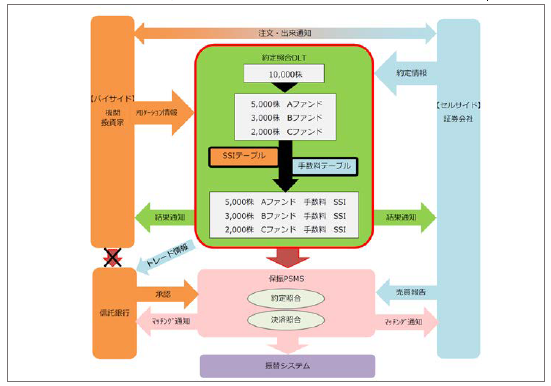 注文・出来通知
約定照合DLT
10,000株
約定情報
【バイサイド】
機関
投資家
アロケーション情報
5,000株 Aファンド
3,000株 Bファンド
2,000株 Cファンド
【セルサイド】
証券会社
SSIテーブル
手数料テーブル
5,000株 Aファンド 手数料 SSI
3,000株 Bファンド 手数料 SSI
2,000株 Cファンド 手数料 SSI
結果通知
結果通知
トレード情報
保振PSMS
信託銀行
承認
約定照合
売買報告
決済照合
マッチング通知
マッチング通知
振替システム